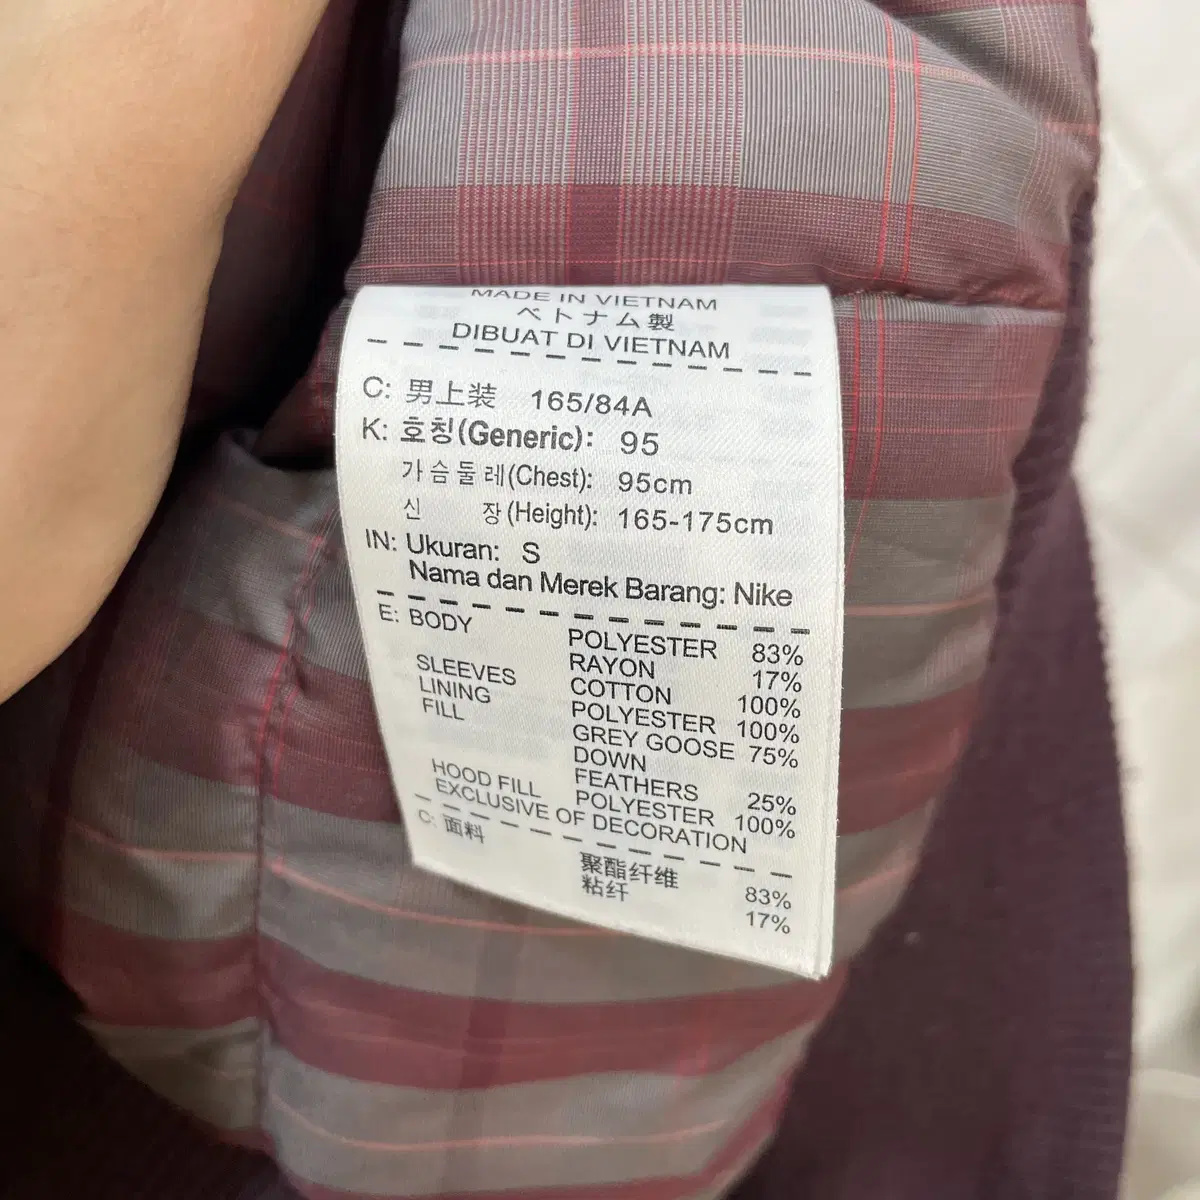 MADE IN VIETNAM
ベトナム製
DIBUAT DI VIETNAM
C: 男上装 165/84A
K: 호칭(Generic): 95
가슴둘레(Chest): 95cm
신 장(Height): 165-175cm
IN: Ukuran: S
Nama dan Merek Barang: Nike
E: BODY POLYESTER 83%
RAYON 17%
SLEEVES COTTON 100%
LINING POLYESTER 100%
FILL GREY GOOSE 75%
DOWN
FEATHERS 25%
HOOD FILL POLYESTER 100%
EXCLUSIVE OF DECORATION
C: 面料 聚酯纤维 83%
粘纤 17%